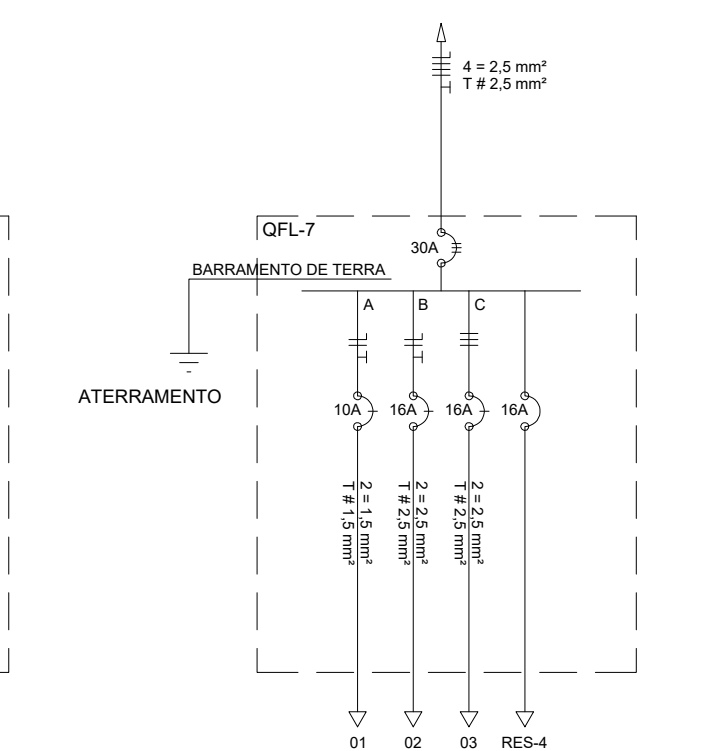 4 = 2,5 mm²
T # 2,5 mm²
QFL-7
30A
BARRAMENTO DE TERRA
A
B
C
ATERRAMENTO
10A
16A
16A
16A
2 = 1,5 mm²
T # 1,5 mm²
2 = 2,5 mm²
T # 2,5 mm²
2 = 2,5 mm²
T # 2,5 mm²
01
02
03
RES-4